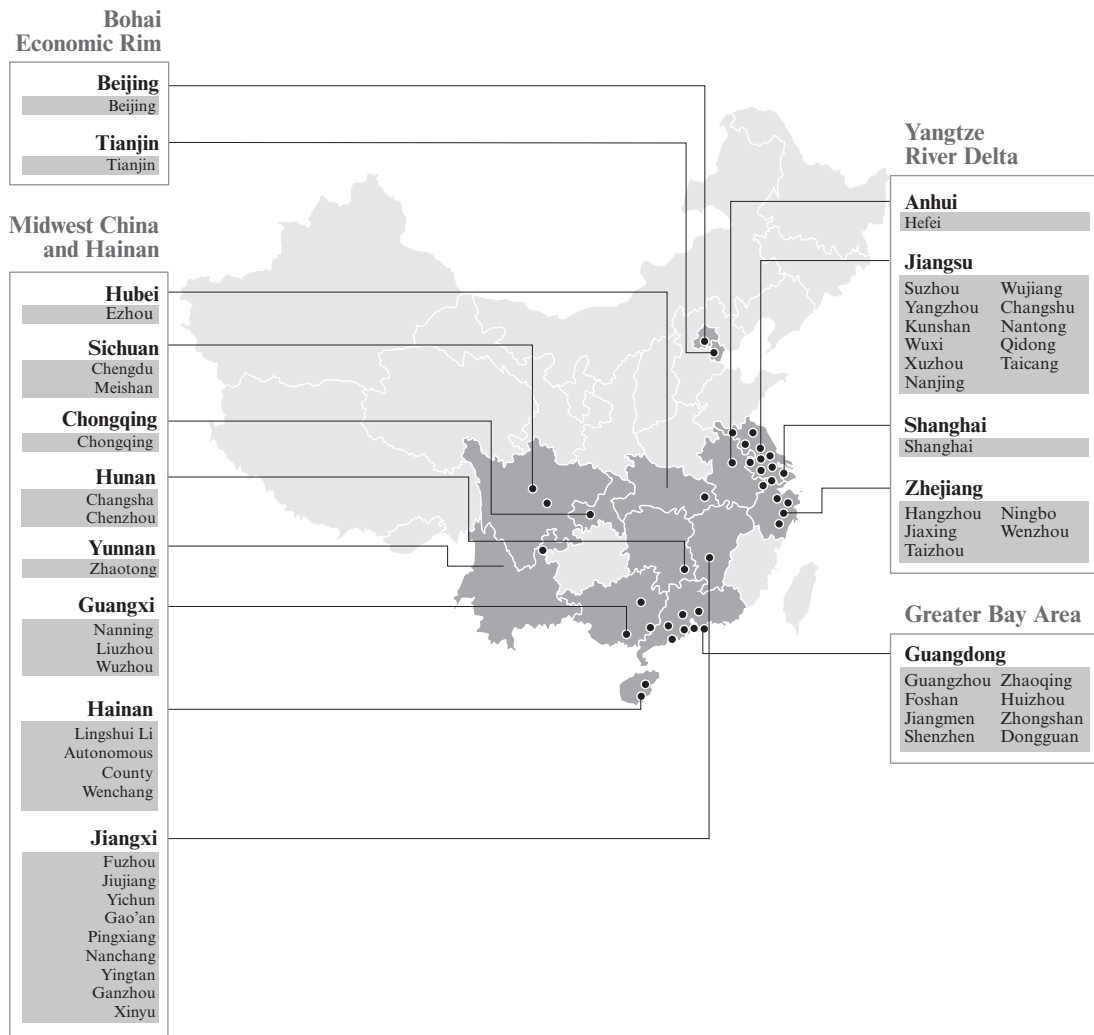 Bohai
Economic Rim
Beijing
Beijing
Tianjin
Tianjin
Midwest China
and Hainan
Hubei
Ezhou
Sichuan
Chengdu
Meishan
Chongqing
Chongqing
Hunan
Changsha
Chenzhou
Yunnan
Zhaotong
Guangxi
Nanning
Liuzhou
Wuzhou
Hainan
Lingshui Li
Autonomous
County
Wenchang
Jiangxi
Fuzhou
Jiujiang
Yichun
Gao'an
Pingxiang
Nanchang
Yingtan
Ganzhou
Xinyu
Yangtze
River Delta
Anhui
Hefei
Jiangsu
Suzhou Wujiang
Yangzhou Changshu
Kunshan Nantong
Wuxi Qidong
Xuzhou Taicang
Nanjing
Shanghai
Shanghai
Zhejiang
Hangzhou Ningbo
Jiaxing Wenzhou
Taizhou
Greater Bay Area
Guangdong
Guangzhou Zhaoqing
Foshan Huizhou
Jiangmen Zhongshan
Shenzhen Dongguan